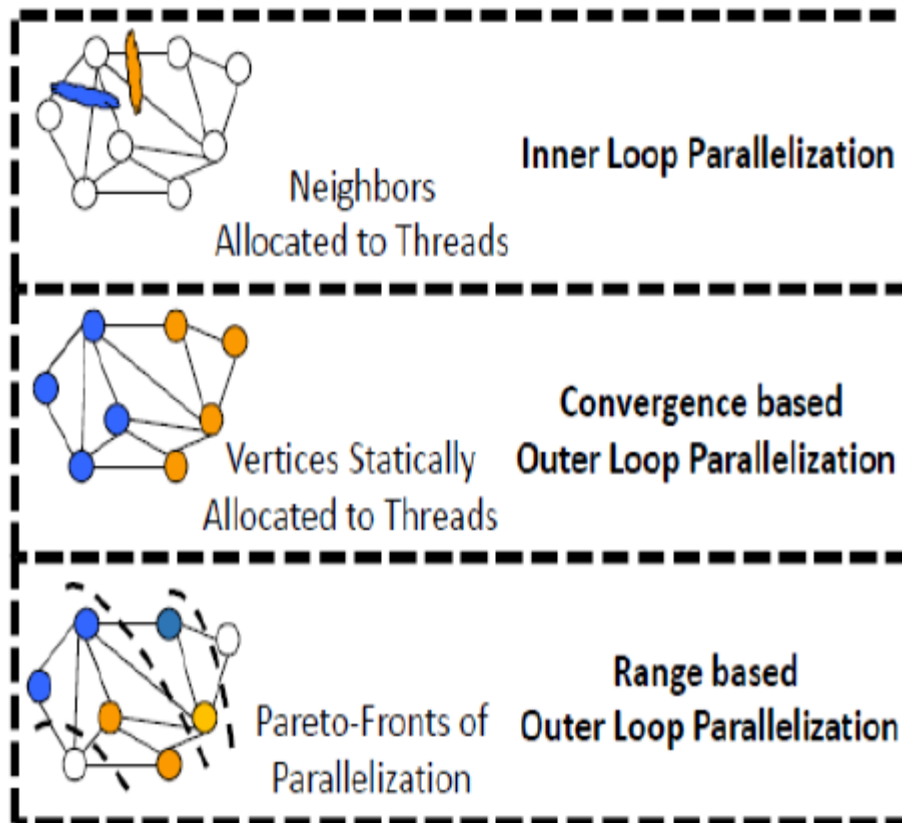 Inner Loop Parallelization
Neighbors
Allocated to Threads
Convergence based
Outer Loop Parallelization
Vertices Statically
Allocated to Threads
Range based
Outer Loop Parallelization
Pareto-Fronts of
Parallelization